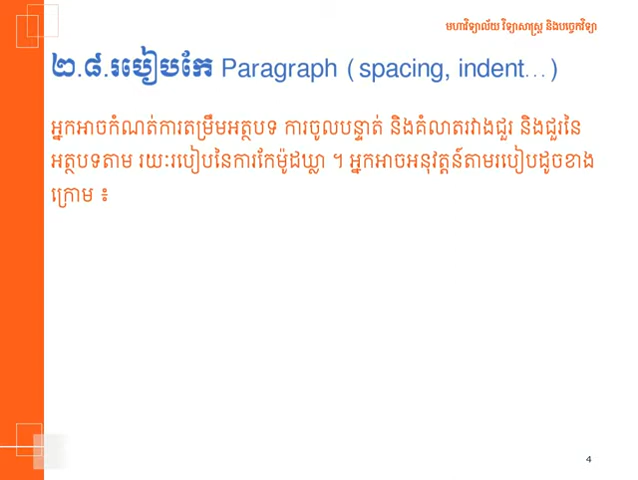 មហាវិទ្យាល័យ វិទ្យាសាស្ត្រ និងបច្ចេកវិទ្យា
២.៨.របៀបកែ Paragraph (spacing, indent...)
អ្នកអាចកំណត់ការតម្រឹមអត្ថបទ ការចូលបន្ទាត់ និងគំលាតរវាងជួរ និងជួរនៃ
អត្ថបទតាម រយៈរបៀបនៃការកែម៉ូដឃ្លា ។ អ្នកអាចអនុវត្តន៍តាមរបៀបដូចខាង
ក្រោម ៖
4